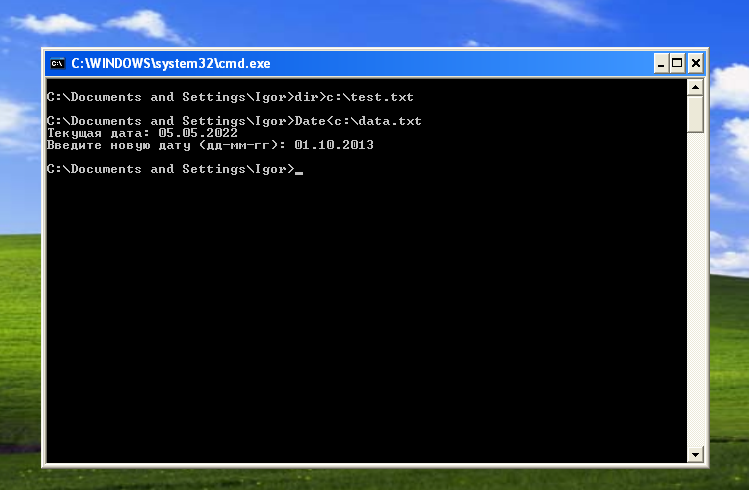 C:\WINDOWS\system32\cmd.exe
C:\Documents and Settings\Igor>dir>c:\test.txt
C:\Documents and Settings\Igor>Date<c:\data.txt
Текущая дата: 05.05.2022
Введите новую дату (дд-мм-гг): 01.10.2013
C:\Documents and Settings\Igor>_